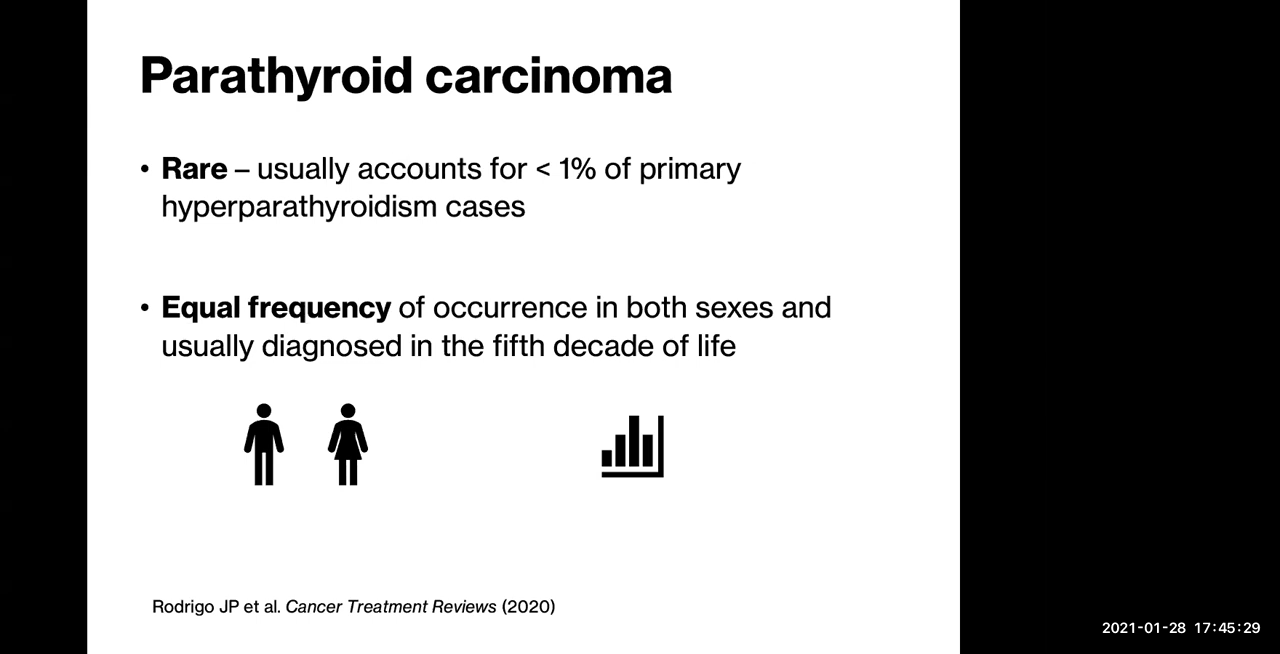 Parathyroid carcinoma
• Rare – usually accounts for < 1% of primary
hyperparathyroidism cases
• Equal frequency of occurrence in both sexes and
usually diagnosed in the fifth decade of life
Rodrigo JP et al. Cancer Treatment Reviews (2020)
2021-01-28 17:45:29